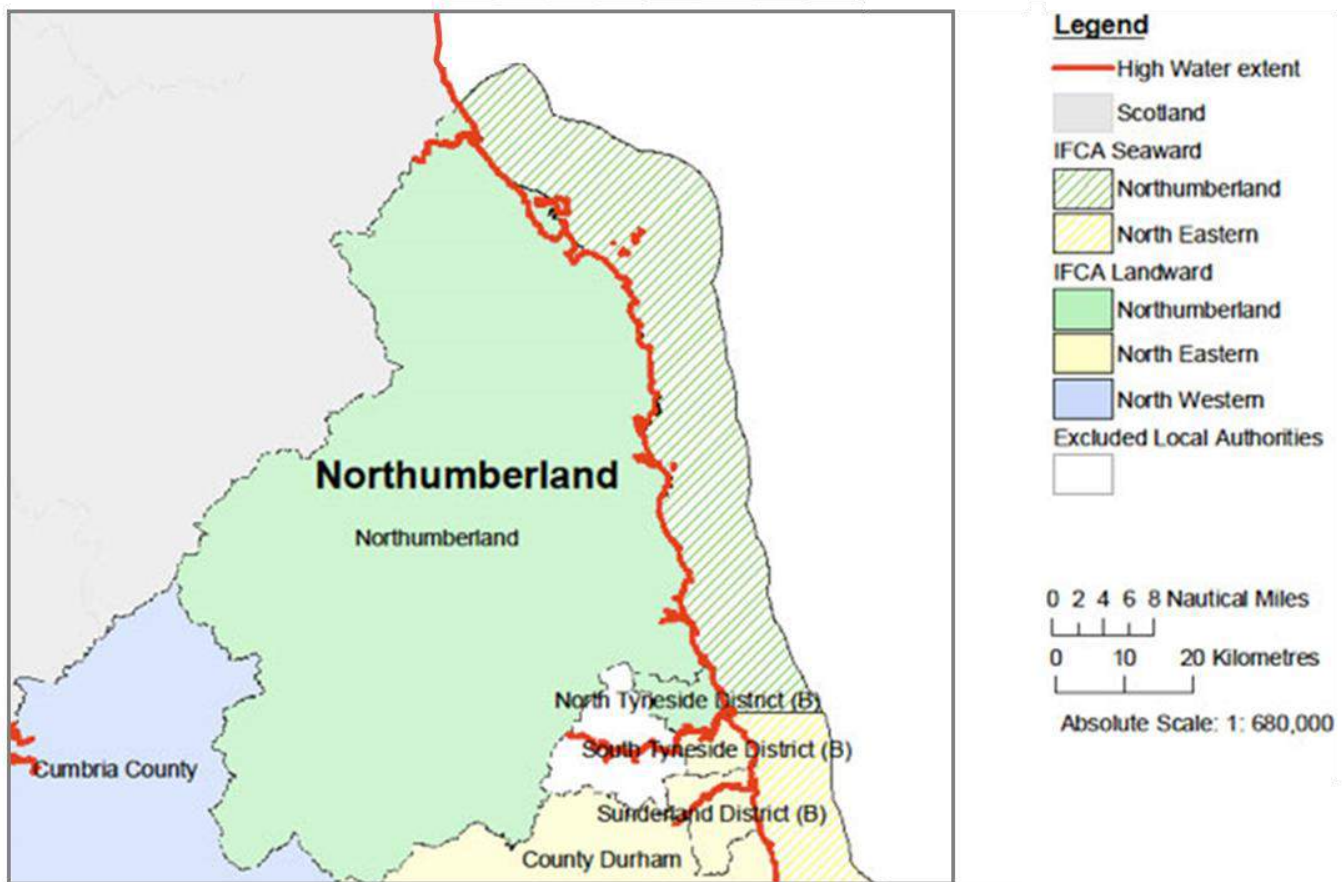 Northumberland
Northumberland
North Tyneside District (B)
South Tyneside District (B)
Cumbria County
Sunderland District (B)
County Durham
Legend
High Water extent
Scotland
IFCA Seaward
Northumberland
North Eastern
IFCA Landward
Northumberland
North Eastern
North Western
Excluded Local Authorities
0 2 4 6 8 Nautical Miles
0 10 20 Kilometres
Absolute Scale: 1: 680,000